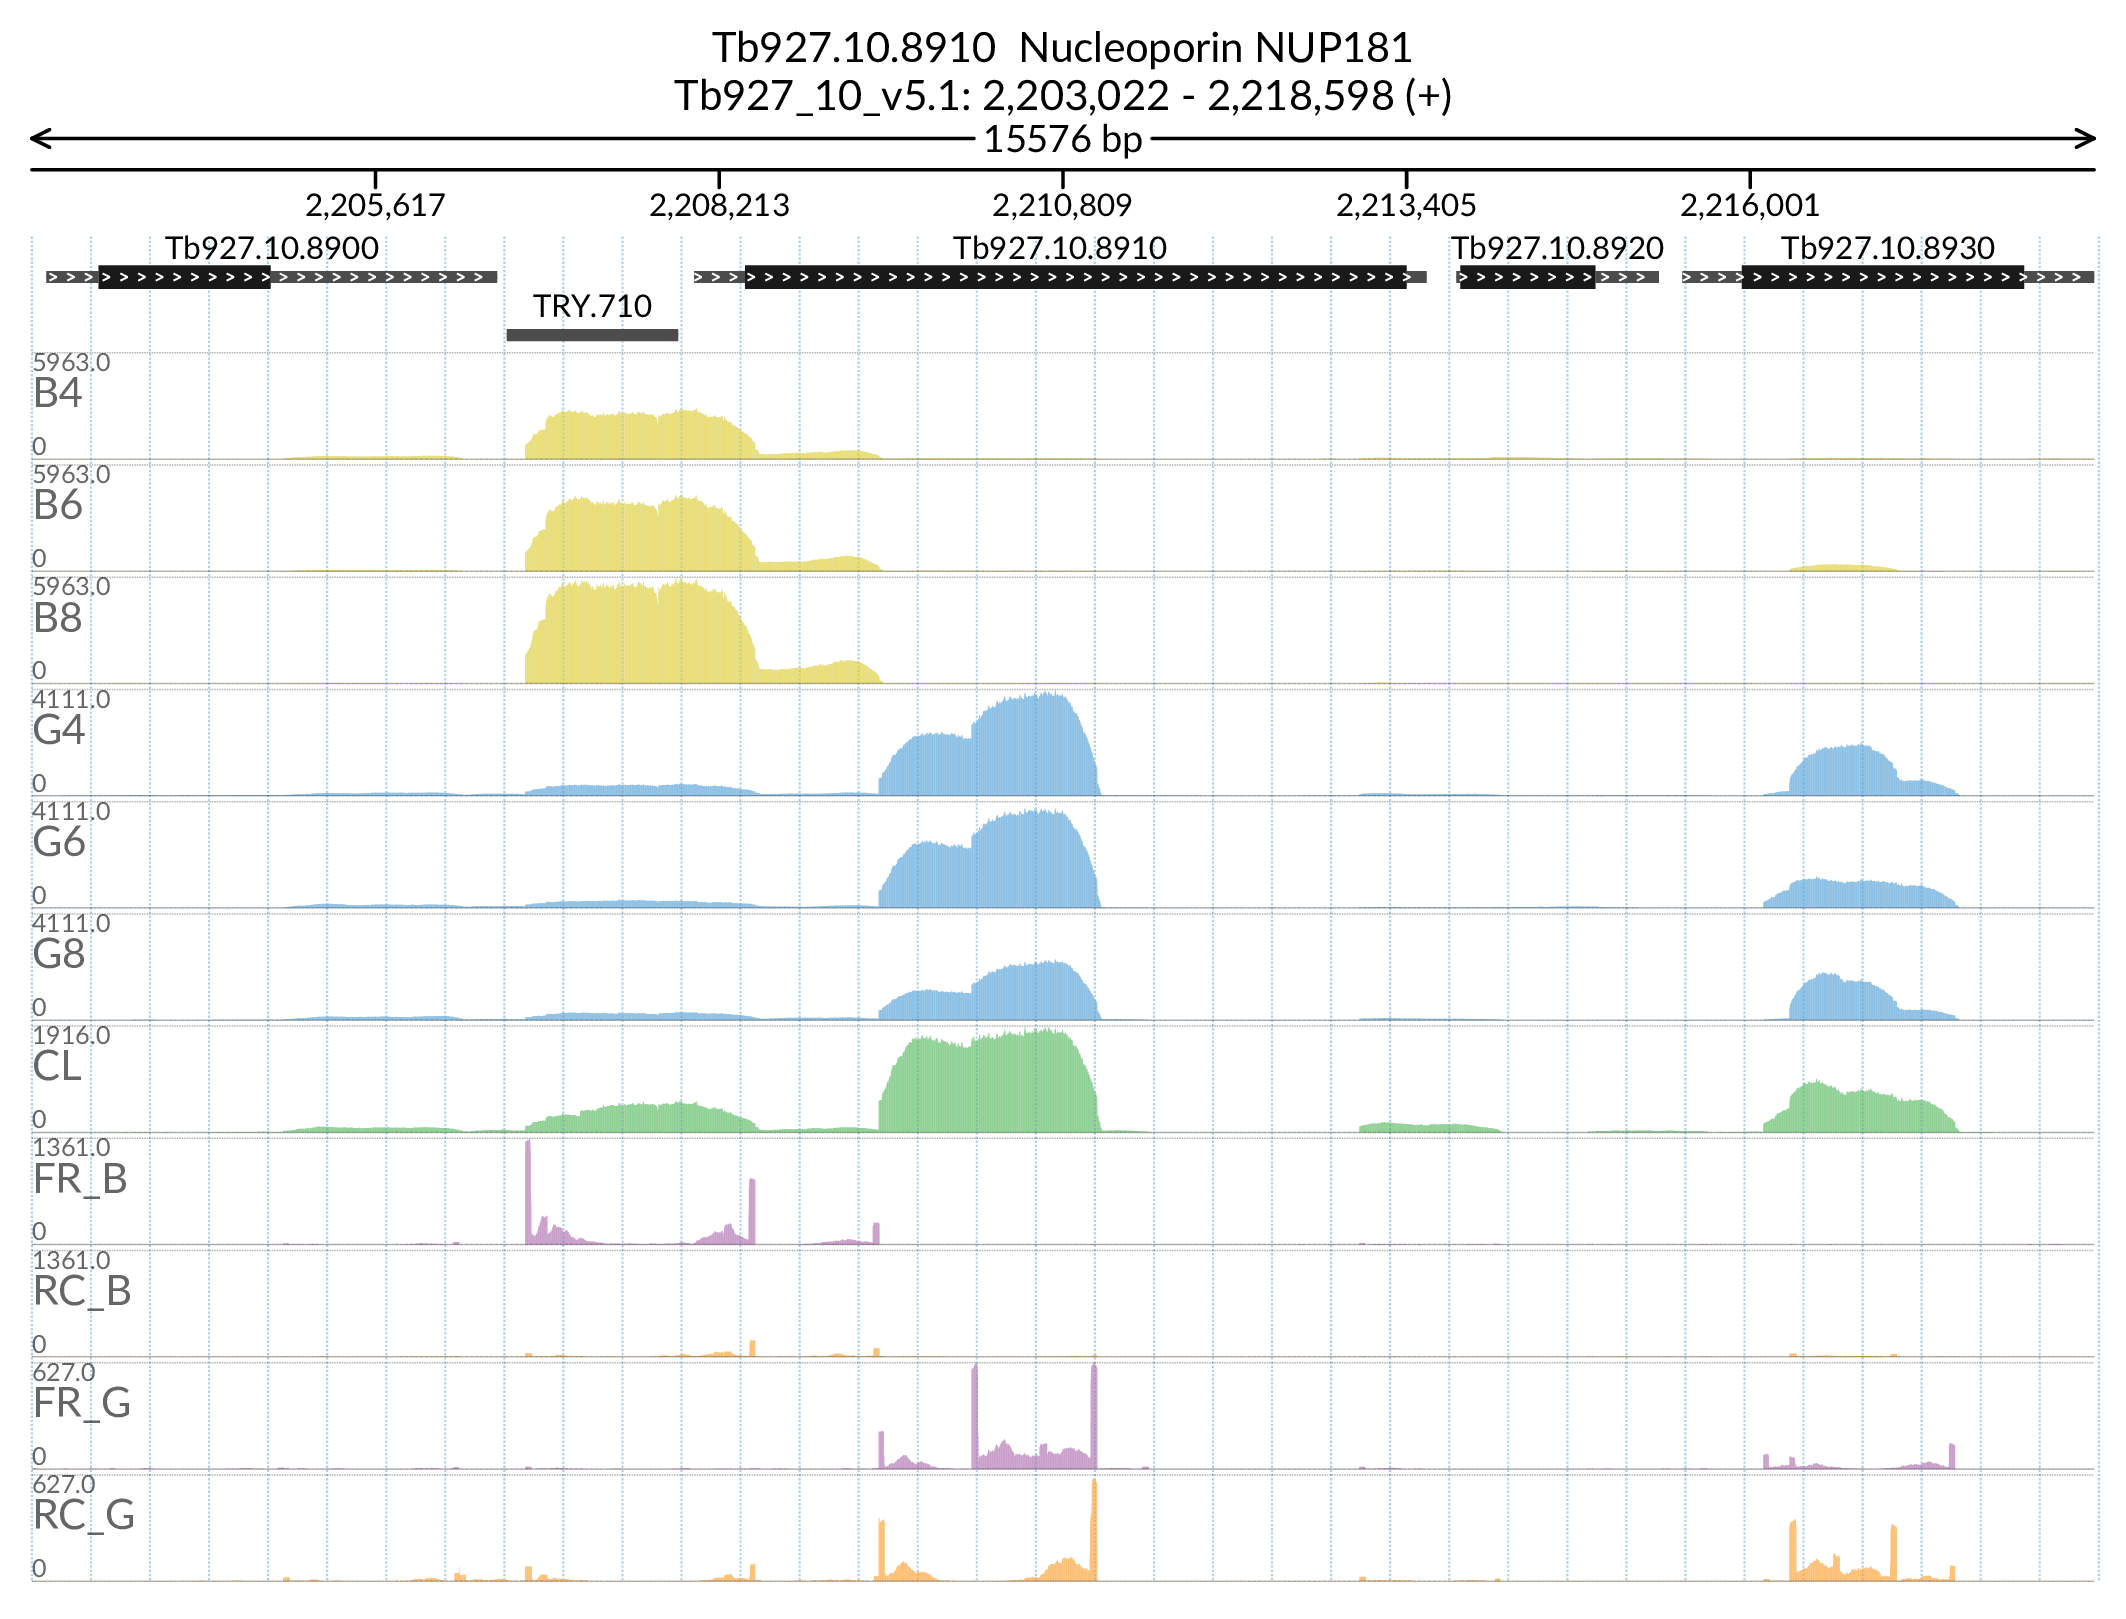 Tb927.10.8910  Nucleoporin NUP181
Tb927_10_v5.1: 2,203,022 - 2,218,598 (+)
15576 bp
2,205,617 2,208,213 2,210,809 2,213,405 2,216,001
Tb927.10.8900 Tb927.10.8910 Tb927.10.8920 Tb927.10.8930
TRY.710
5963.0
B4
0
5963.0
B6
0
5963.0
B8
0
4111.0
G4
0
4111.0
G6
0
4111.0
G8
0
1916.0
CL
0
1361.0
FR_B
0
1361.0
RC_B
0
627.0
FR_G
0
627.0
RC_G
0